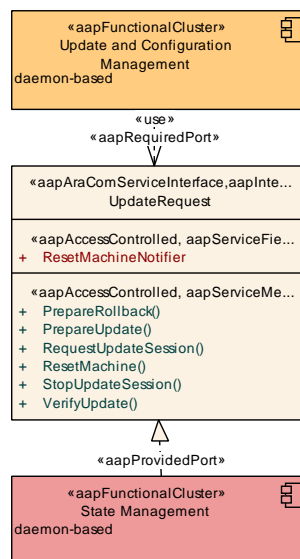 «aapFunctionalCluster»
Update and Configuration
Management
daemon-based
«use»
«aapRequiredPort»
«aapAraComServiceInterface,aapInte...
UpdateRequest
«aapAccessControlled, aapServiceFie...
+ ResetMachineNotifier
«aapAccessControlled, aapServiceMe...
+ PrepareRollback()
+ PrepareUpdate()
+ RequestUpdateSession()
+ ResetMachine()
+ StopUpdateSession()
+ VerifyUpdate()
«aapProvidedPort»
«aapFunctionalCluster»
State Management
daemon-based